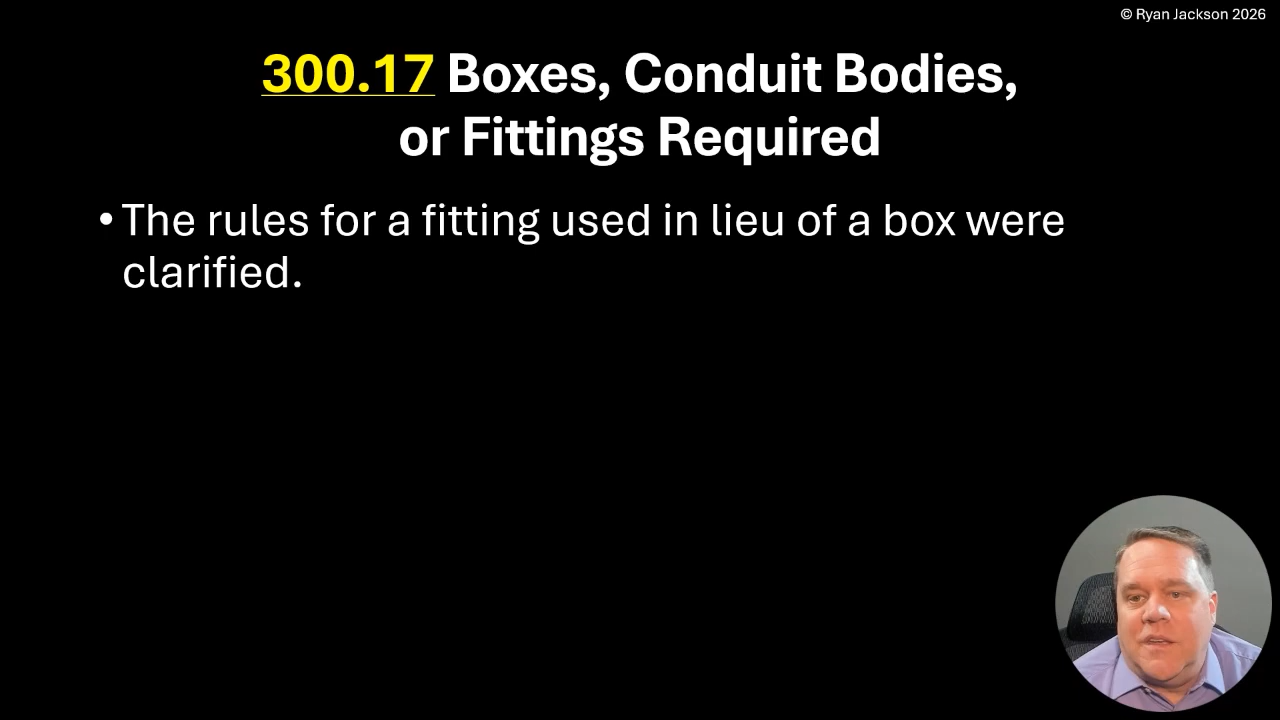 © Ryan Jackson 2026
300.17 Boxes, Conduit Bodies,
or Fittings Required
• The rules for a fitting used in lieu of a box were
clarified.